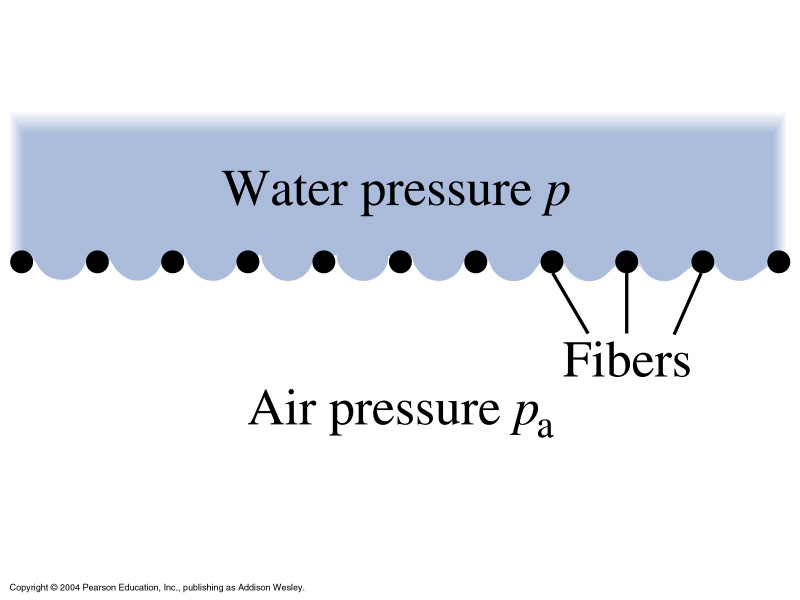 Water pressure p
Fibers
Air pressure pa
Copyright © 2004 Pearson Education, Inc., publishing as Addison Wesley.